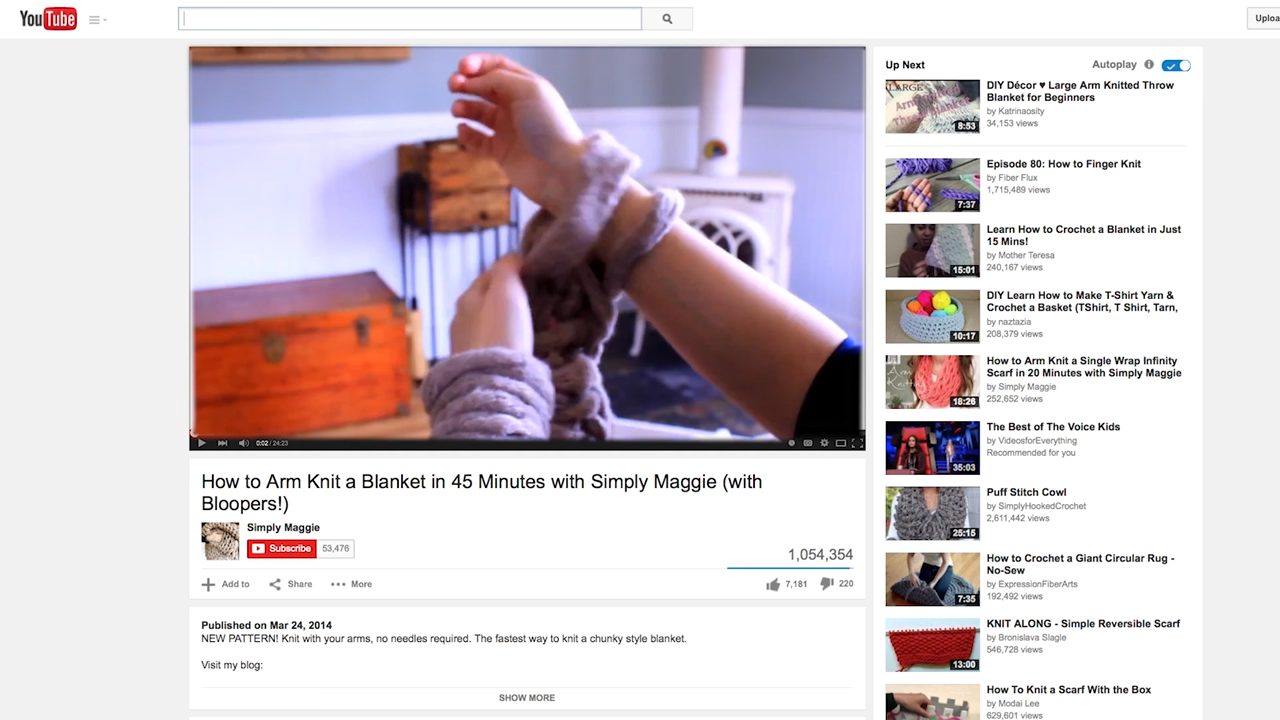 YouTube
Uploa
Up Next
Autoplay
LARGE
8:53
DIY Décor ♥ Large Arm Knitted Throw
Blanket for Beginners
by Katrinaosity
34,153 views
7:37
Episode 80: How to Finger Knit
by Fiber Flux
1,715,489 views
15:01
Learn How to Crochet a Blanket in Just
15 Mins!
by Mother Teresa
240,167 views
10:17
DIY Learn How to Make T-Shirt Yarn &
Crochet a Basket (TShirt, T Shirt, Tarn,
by naztazia
208,379 views
18:26
How to Arm Knit a Single Wrap Infinity
Scarf in 20 Minutes with Simply Maggie
by Simply Maggie
252,652 views
35:03
The Best of The Voice Kids
by VideosforEverything
Recommended for you
25:15
Puff Stitch Cowl
by SimplyHookedCrochet
2,611,442 views
7:35
How to Crochet a Giant Circular Rug -
No-Sew
by ExpressionFiberArts
192,492 views
13:00
KNIT ALONG - Simple Reversible Scarf
by Bronislava Slagle
546,728 views
How To Knit a Scarf With the Box
by Modai Lee
629,601 views
0:02 / 24:23
How to Arm Knit a Blanket in 45 Minutes with Simply Maggie (with
Bloopers!)
Simply Maggie
Subscribe 53,476
1,054,354
Add to Share More 7,181 220
Published on Mar 24, 2014
NEW PATTERN! Knit with your arms, no needles required. The fastest way to knit a chunky style blanket.
Visit my blog:
SHOW MORE